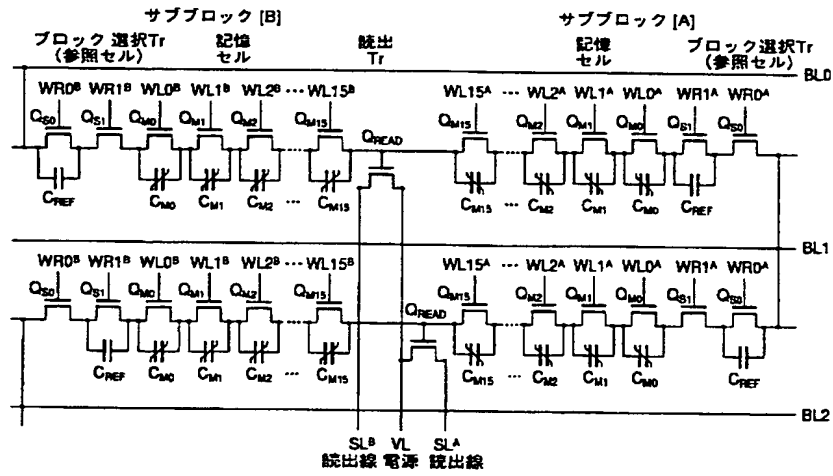 サブブロック [B]
サブブロック [A]
ブロック選択Tr
(参照セル)
記憶
セル
読出
Tr
記憶
セル
ブロック選択Tr
(参照セル)
BL0
WR0ᴮ WR1ᴮ WL0ᴮ WL1ᴮ WL2ᴮ ··· WL15ᴮ
WL15ᴬ ··· WL2ᴬ WL1ᴬ WL0ᴬ WR1ᴬ WR0ᴬ
QS0 QS1 QM0 QM1 QM2 QM15 QREAD QM15 QM2 QM1 QM0 QS1 QS0
CREF CM0 CM1 CM2 ··· CM15
CM15 ··· CM2 CM1 CM0 CREF
BL1
WR0ᴮ WR1ᴮ WL0ᴮ WL1ᴮ WL2ᴮ ··· WL15ᴮ
WL15ᴬ ··· WL2ᴬ WL1ᴬ WL0ᴬ WR1ᴬ WR0ᴬ
QS0 QS1 QM0 QM1 QM2 QM15 QREAD QM15 QM2 QM1 QM0 QS1 QS0
CREF CM0 CM1 CM2 ··· CM15
CM15 ··· CM2 CM1 CM0 CREF
BL2
SLᴮ VL SLᴬ
読出線 電源 読出線